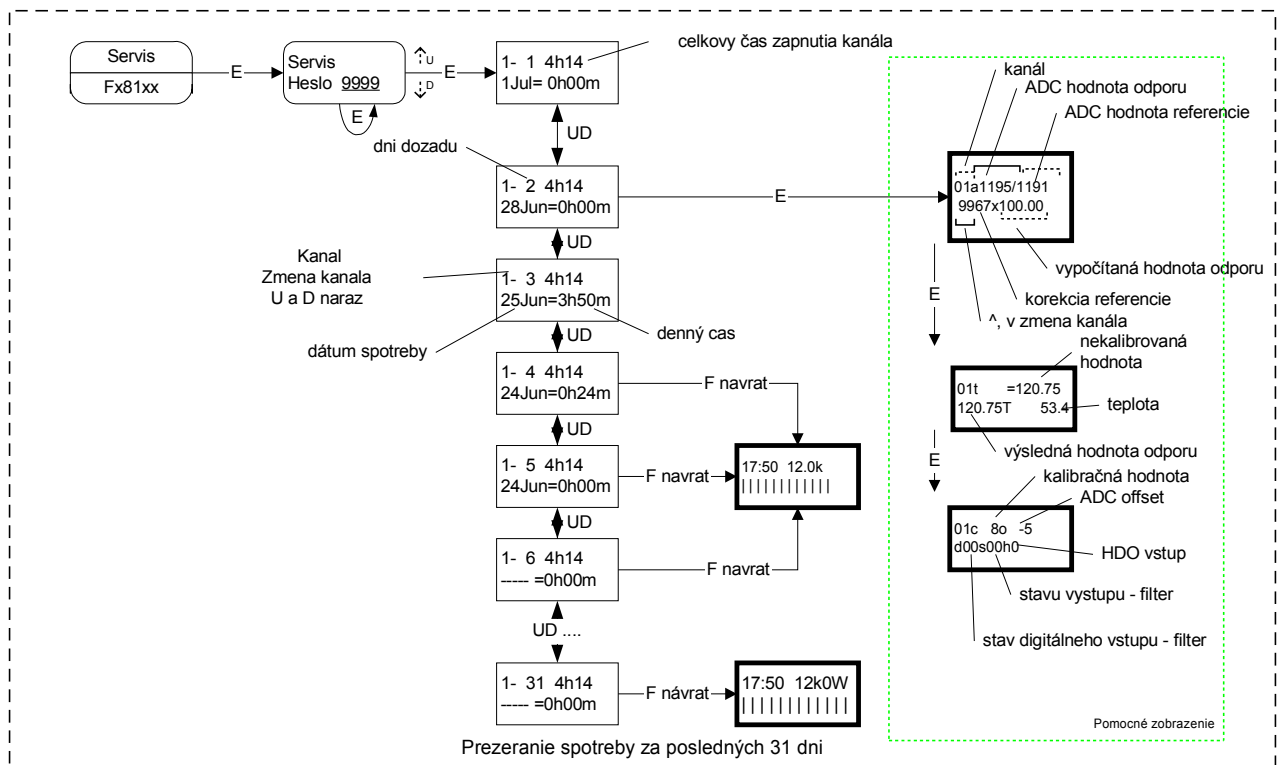 Servis
Fx81xx
E
Servis
Heslo 9999
E
U
D
E
1- 1 4h14
1Jul= 0h00m
celkovy čas zapnutia kanála
UD
dni dozadu
1- 2 4h14
28Jun=0h00m
E
UD
Kanal
Zmena kanala
U a D naraz
1- 3 4h14
25Jun=3h50m
dátum spotreby
denný cas
UD
1- 4 4h14
24Jun=0h24m
F navrat
UD
1- 5 4h14
24Jun=0h00m
F navrat
17:50 12.0k
||||||||||||
UD
1- 6 4h14
----- =0h00m
F navrat
UD ....
1- 31 4h14
----- =0h00m
F návrat
17:50 12k0W
||||||||||||
Prezeranie spotreby za posledných 31 dni
kanál
ADC hodnota odporu
ADC hodnota referencie
01a1195/1191
9967x100.00
vypočítaná hodnota odporu
korekcia referencie
^, v zmena kanála
E
nekalibrovaná
hodnota
01t =120.75
120.75T 53.4
teplota
výsledná hodnota odporu
E
kalibračná hodnota
ADC offset
01c 8o -5
d00s00h0
HDO vstup
stavu vystupu - filter
stav digitálneho vstupu - filter
Pomocné zobrazenie